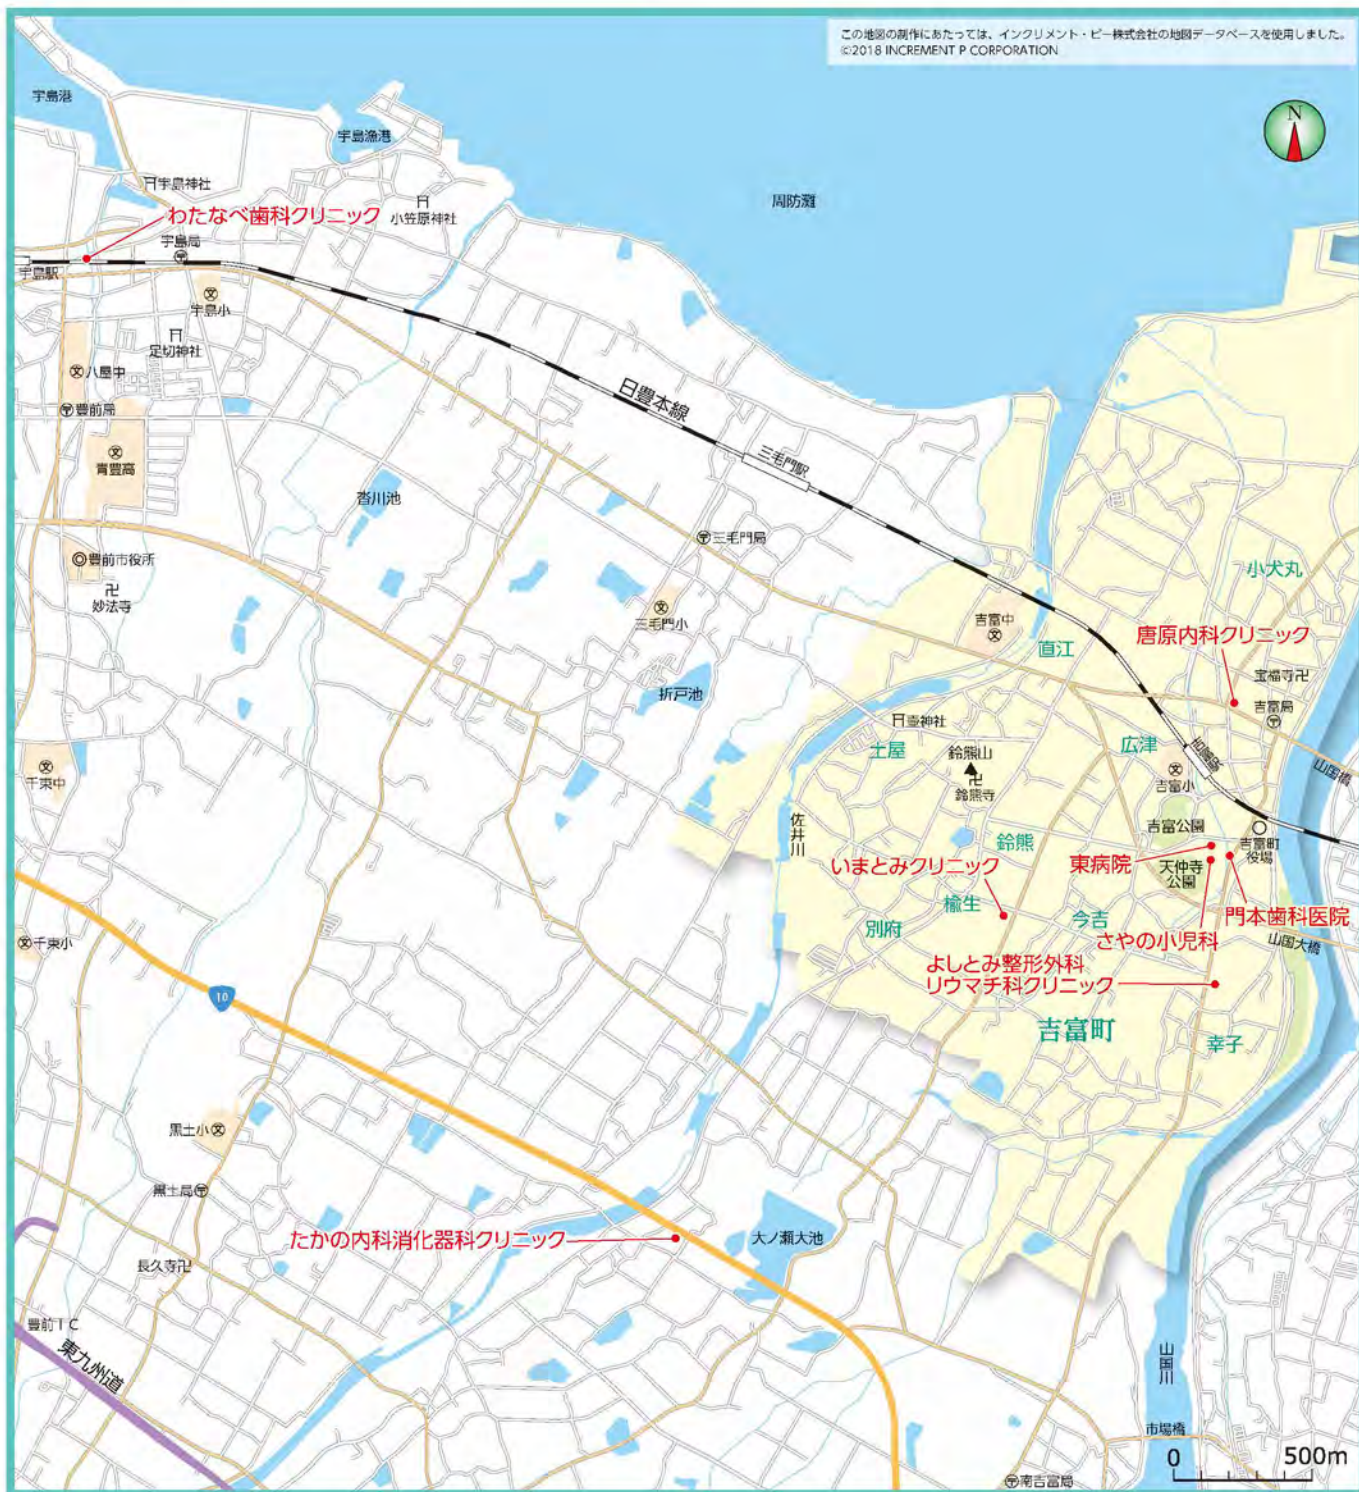 この地図の制作にあたっては、インクリメント・ピー株式会社の地図データベースを使用しました。
©2018 INCREMENT P CORPORATION
宇島港
宇島漁港
N
宇島神社
小笠原神社
周防灘
わたなべ歯科クリニック
宇島局
宇島駅
宇島小
足切神社
八屋中
日豊本線
豊前局
青豊高
三毛門駅
沓川池
三毛門局
豊前市役所
小犬丸
妙法寺
三毛門小
吉富中
唐原内科クリニック
直江
宝福寺
折戸池
吉富局
壺神社
土屋
鈴熊山
広津
吉富駅
山国橋
千束中
鈴熊寺
吉富小
佐井川
吉富公園
鈴熊
吉富町
役場
いまとみクリニック
東病院
天仲寺
公園
楡生
別府
今吉
門本歯科医院
さやの小児科
山国大橋
千束小
よしとみ整形外科
リウマチ科クリニック
10
吉富町
幸子
黒土小
黒土局
たかの内科消化器科クリニック
大ノ瀬大池
長久寺
豊前IC
東九州道
山国川
市場橋
0 500m
南吉富局